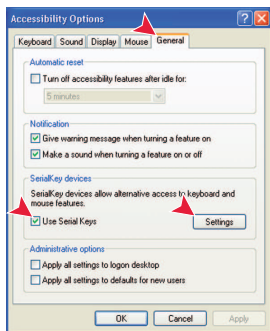 Accessibility Options
Keyboard Sound Display Mouse General
Automatic reset
Turn off accessibility features after idle for:
5 minutes
Notification
Give warning message when turning a feature on
Make a sound when turning a feature on or off
SerialKey devices
SerialKey devices allow alternative access to keyboard and
mouse features.
Use Serial Keys Settings
Administrative options
Apply all settings to logon desktop
Apply all settings to defaults for new users
OK Cancel Apply